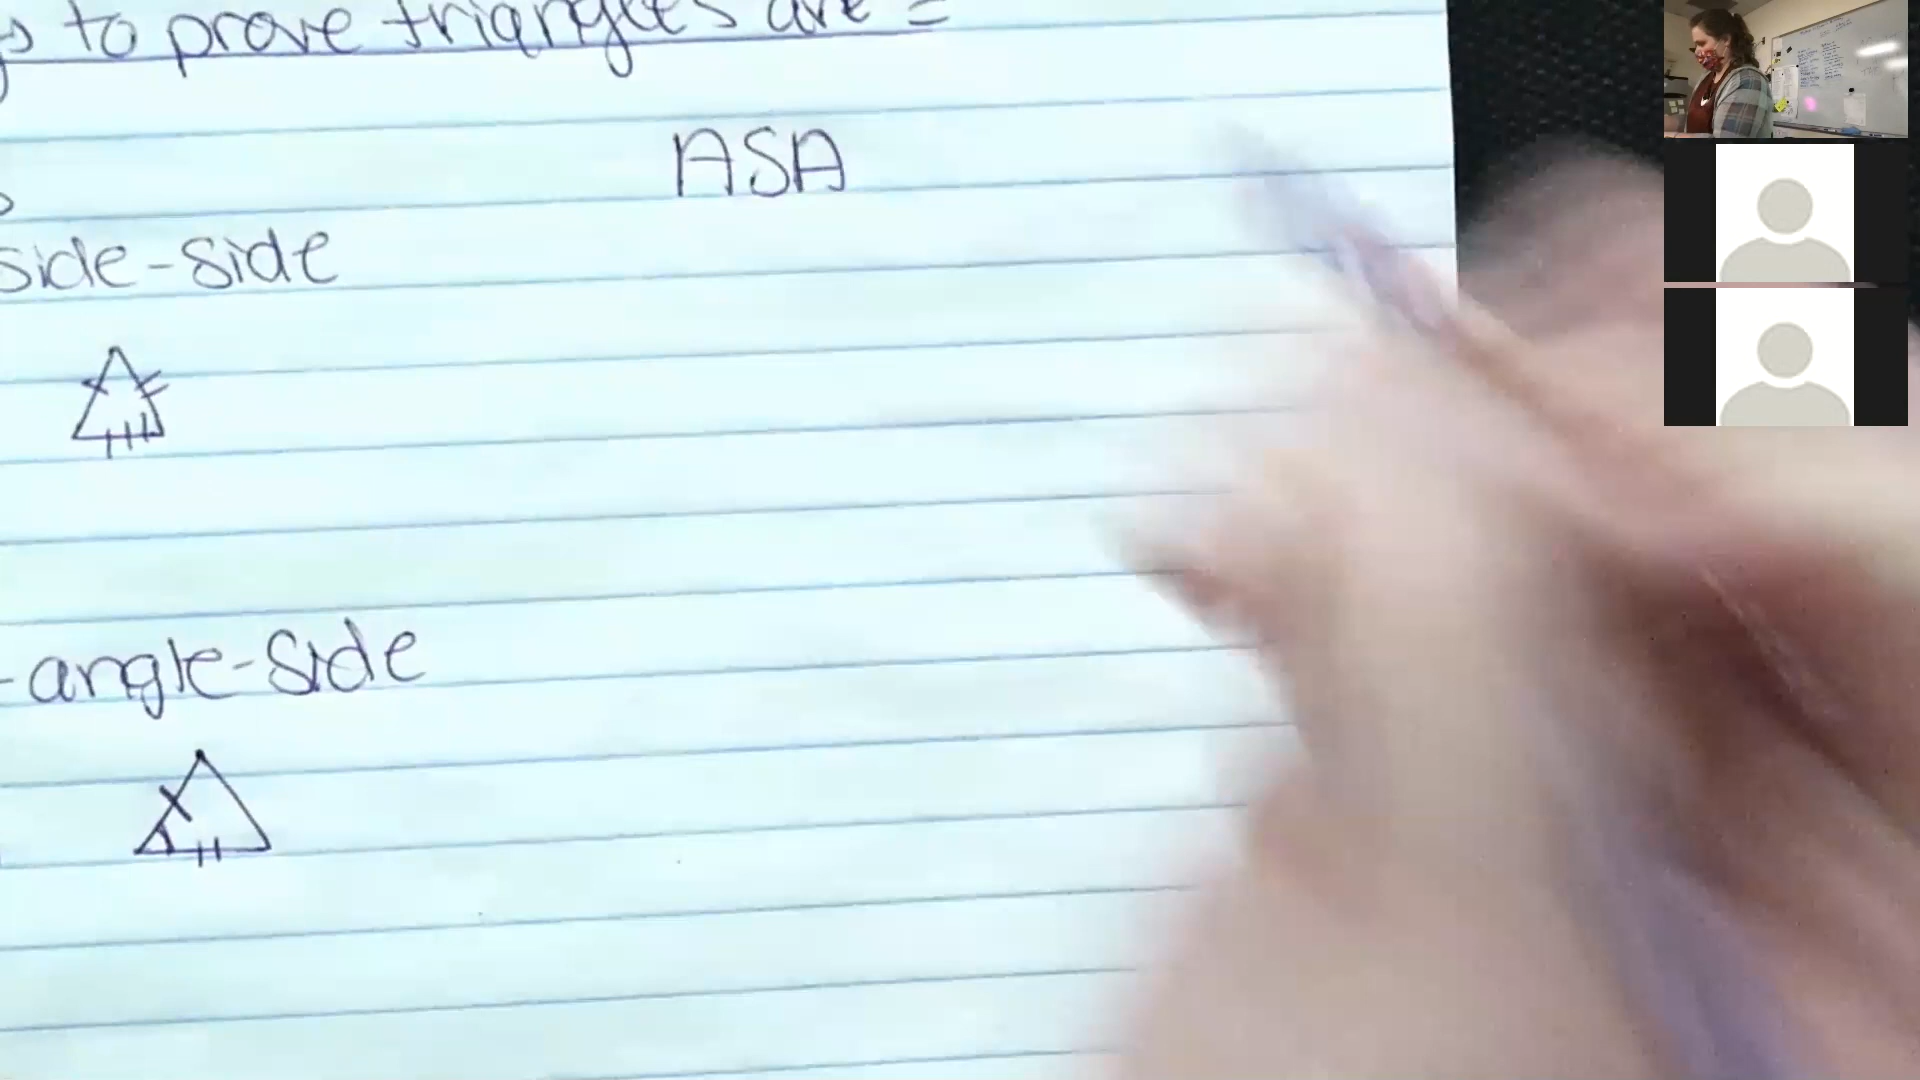 to prove triangles are =
ASA
side-side
-angle-side